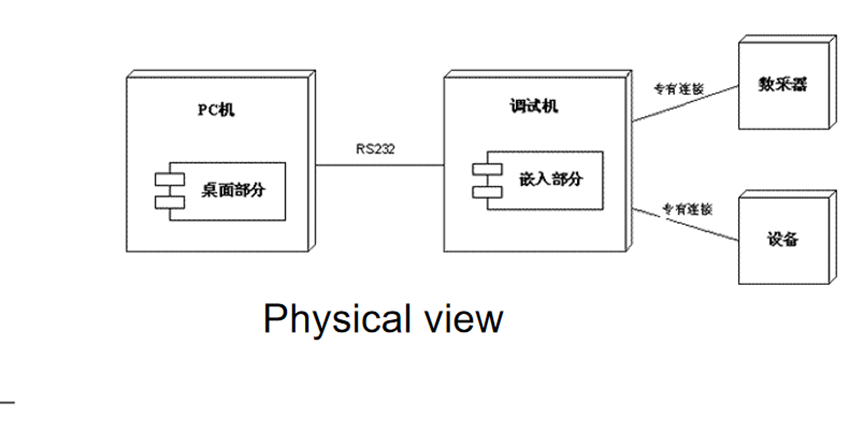 PC机
桌面部分
RS232
调试机
嵌入部分
专有连接
数采器
专有连接
设备
Physical view